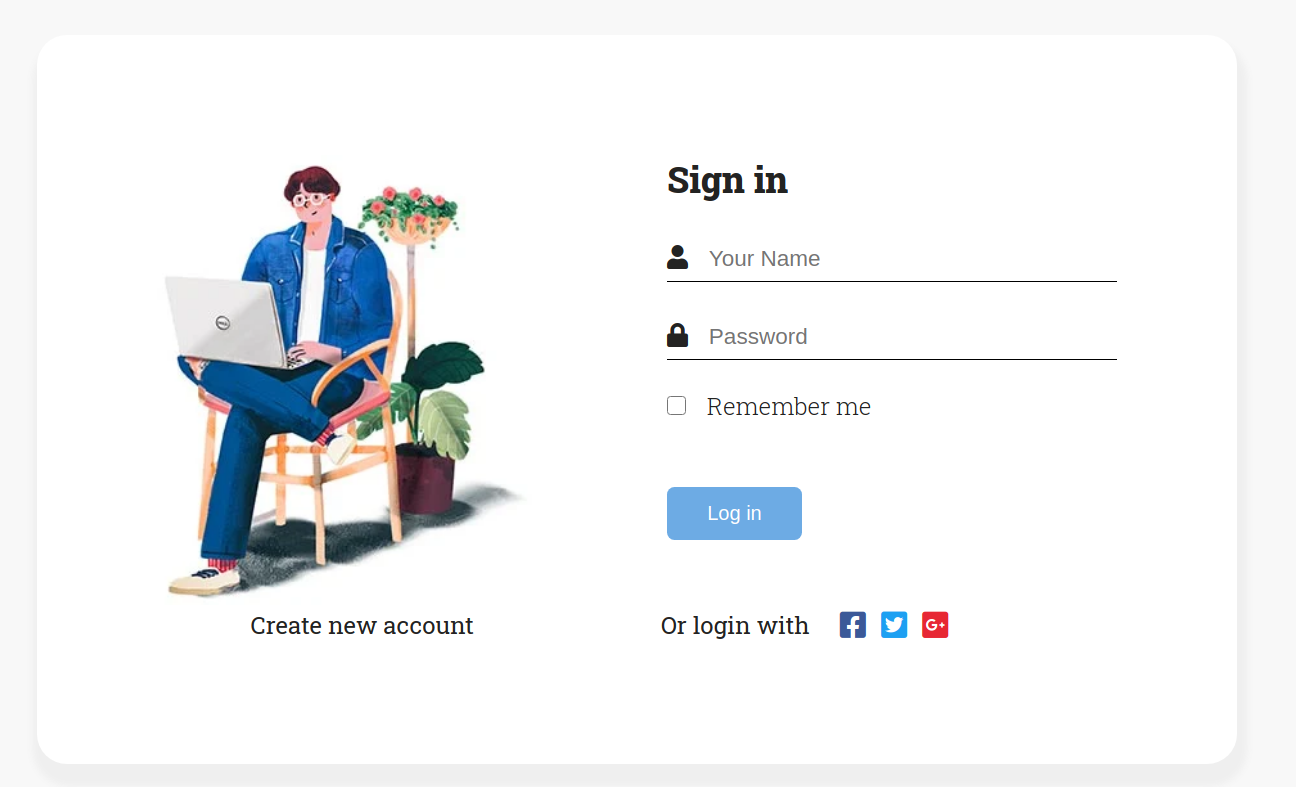 Sign in
Your Name
Password
Remember me
Log in
Create new account
Or login with